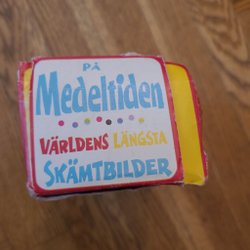 PÅ
Medeltiden
VÄRLDENS LÄNGSTA
SKÄMTBILDER